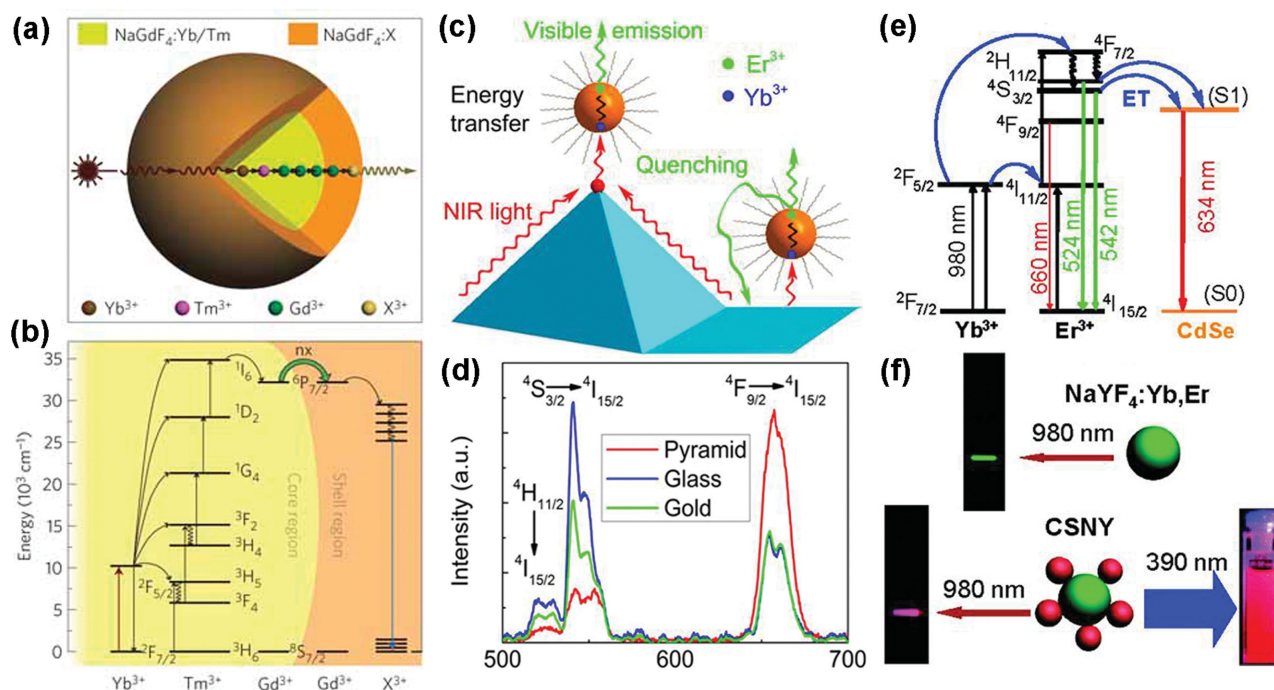 (a)
NaGdF₄:Yb/Tm
NaGdF₄:X
Yb³⁺
Tm³⁺
Gd³⁺
X³⁺
(b)
Energy (10³ cm⁻¹)
35
30
25
20
15
10
5
0
nx
¹I₆
⁶P₇/₂
¹D₂
¹G₄
³F₂
³H₄
³H₅
³F₄
²F₅/₂
²F₇/₂
³H₆
⁸S₇/₂
Core region
Shell region
Yb³⁺
Tm³⁺
Gd³⁺
Gd³⁺
X³⁺
(c)
Visible emission
Er³⁺
Yb³⁺
Energy
transfer
Quenching
NIR light
(d)
⁴S₃/₂ ⁴I₁₅/₂
⁴F₉/₂ ⁴I₁₅/₂
⁴H₁₁/₂
⁴I₁₅/₂
Pyramid
Glass
Gold
Intensity (a.u.)
500
600
700
(e)
²H₁₁/₂
⁴F₇/₂
⁴S₃/₂
ET
(S1)
⁴F₉/₂
²F₅/₂
⁴I₁₁/₂
980 nm
660 nm
524 nm
542 nm
634 nm
²F₇/₂
⁴I₁₅/₂
(S0)
Yb³⁺
Er³⁺
CdSe
(f)
NaYF₄:Yb,Er
980 nm
CSNY
980 nm
390 nm